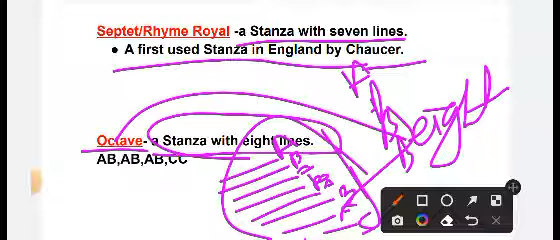 Septet/Rhyme Royal -a Stanza with seven lines.
• A first used Stanza in England by Chaucer.
Octave- a Stanza with eight lines.
AB,AB,AB,CC
eight